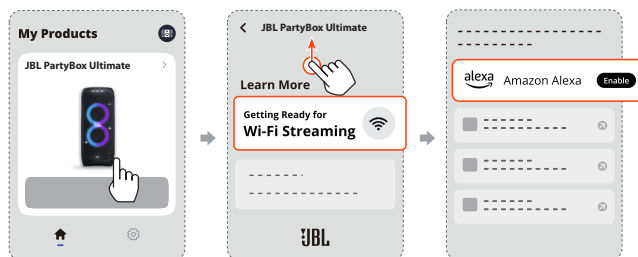 My Products
JBL PartyBox Ultimate
JBL PartyBox Ultimate
Learn More
Getting Ready for
Wi-Fi Streaming
JBL
alexa
Amazon Alexa
Enable